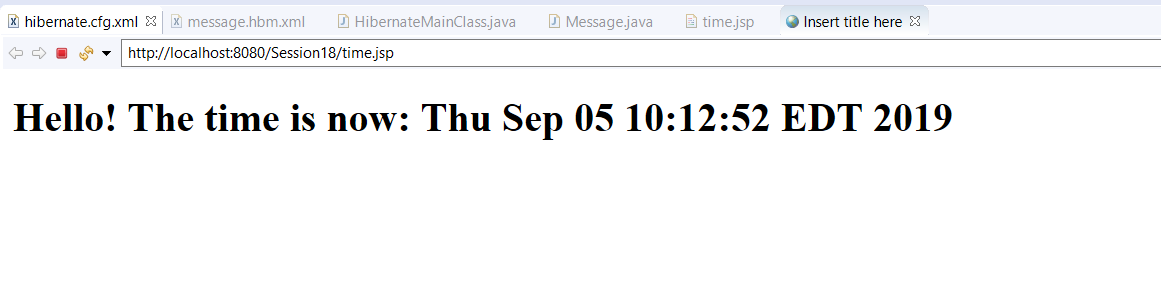 hibernate.cfg.xml message.hbm.xml HibernateMainClass.java Message.java time.jsp Insert title here
http://localhost:8080/Session18/time.jsp
Hello! The time is now: Thu Sep 05 10:12:52 EDT 2019